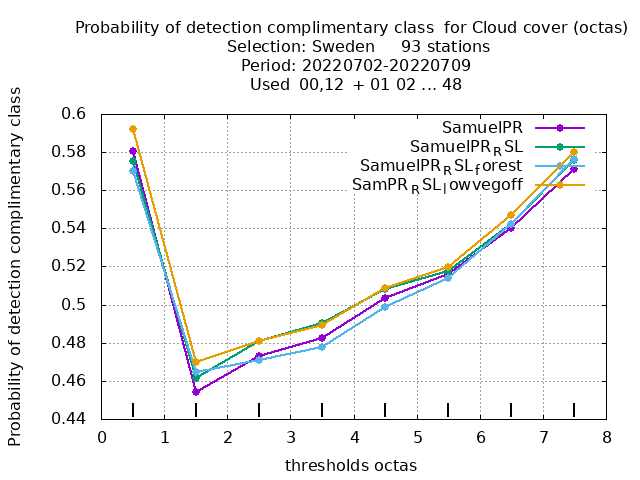 Probability of detection complimentary class for Cloud cover (octas)
Selection: Sweden 93 stations
Period: 20220702-20220709
Used 00,12 + 01 02 ... 48
Probability of detection complimentary class
0.6
0.58
0.56
0.54
0.52
0.5
0.48
0.46
0.44
SamuelPR
SamuelPR_RSL
SamuelPR_RSL_forest
SamPR_RSL_lowvegoff
0 1 2 3 4 5 6 7 8
thresholds octas